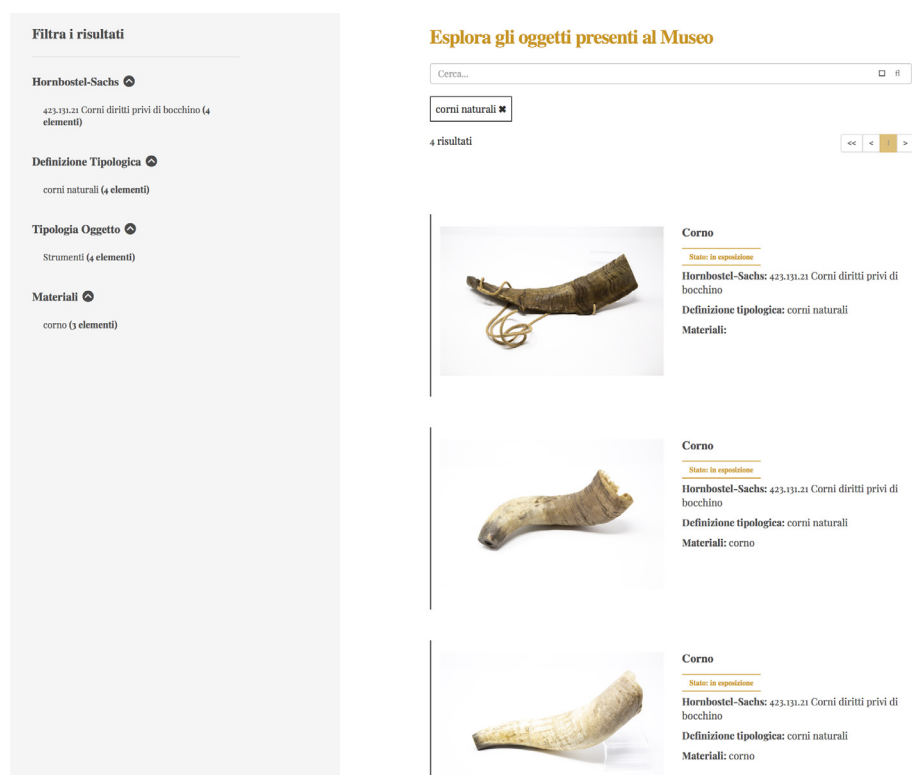 Filtra i risultati
Hornbostel-Sachs
423.131.21 Corni diritti privi di bocchino (4
elementi)
Definizione Tipologica
corni naturali (4 elementi)
Tipologia Oggetto
Strumenti (4 elementi)
Materiali
corno (3 elementi)
Esplora gli oggetti presenti al Museo
Cerca...
corni naturali ✖
4 risultati
<< < 1 >
Corno
Stato: in esposizione
Hornbostel-Sachs: 423.131.21 Corni diritti privi di
bocchino
Definizione tipologica: corni naturali
Materiali:
Corno
Stato: in esposizione
Hornbostel-Sachs: 423.131.21 Corni diritti privi di
bocchino
Definizione tipologica: corni naturali
Materiali: corno
Corno
Stato: in esposizione
Hornbostel-Sachs: 423.131.21 Corni diritti privi di
bocchino
Definizione tipologica: corni naturali
Materiali: corno